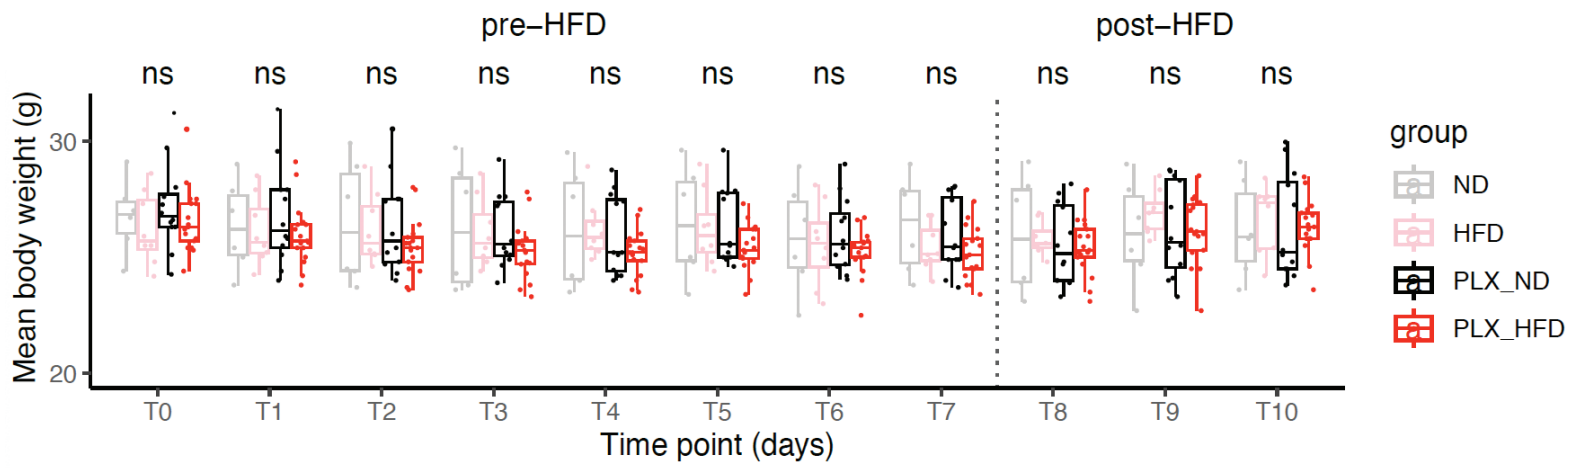 pre−HFD post−HFD
ns ns ns ns ns ns ns ns ns ns ns
Mean body weight (g)
30
20
T0 T1 T2 T3 T4 T5 T6 T7 T8 T9 T10
Time point (days)
group
a ND
a HFD
a PLX_ND
a PLX_HFD